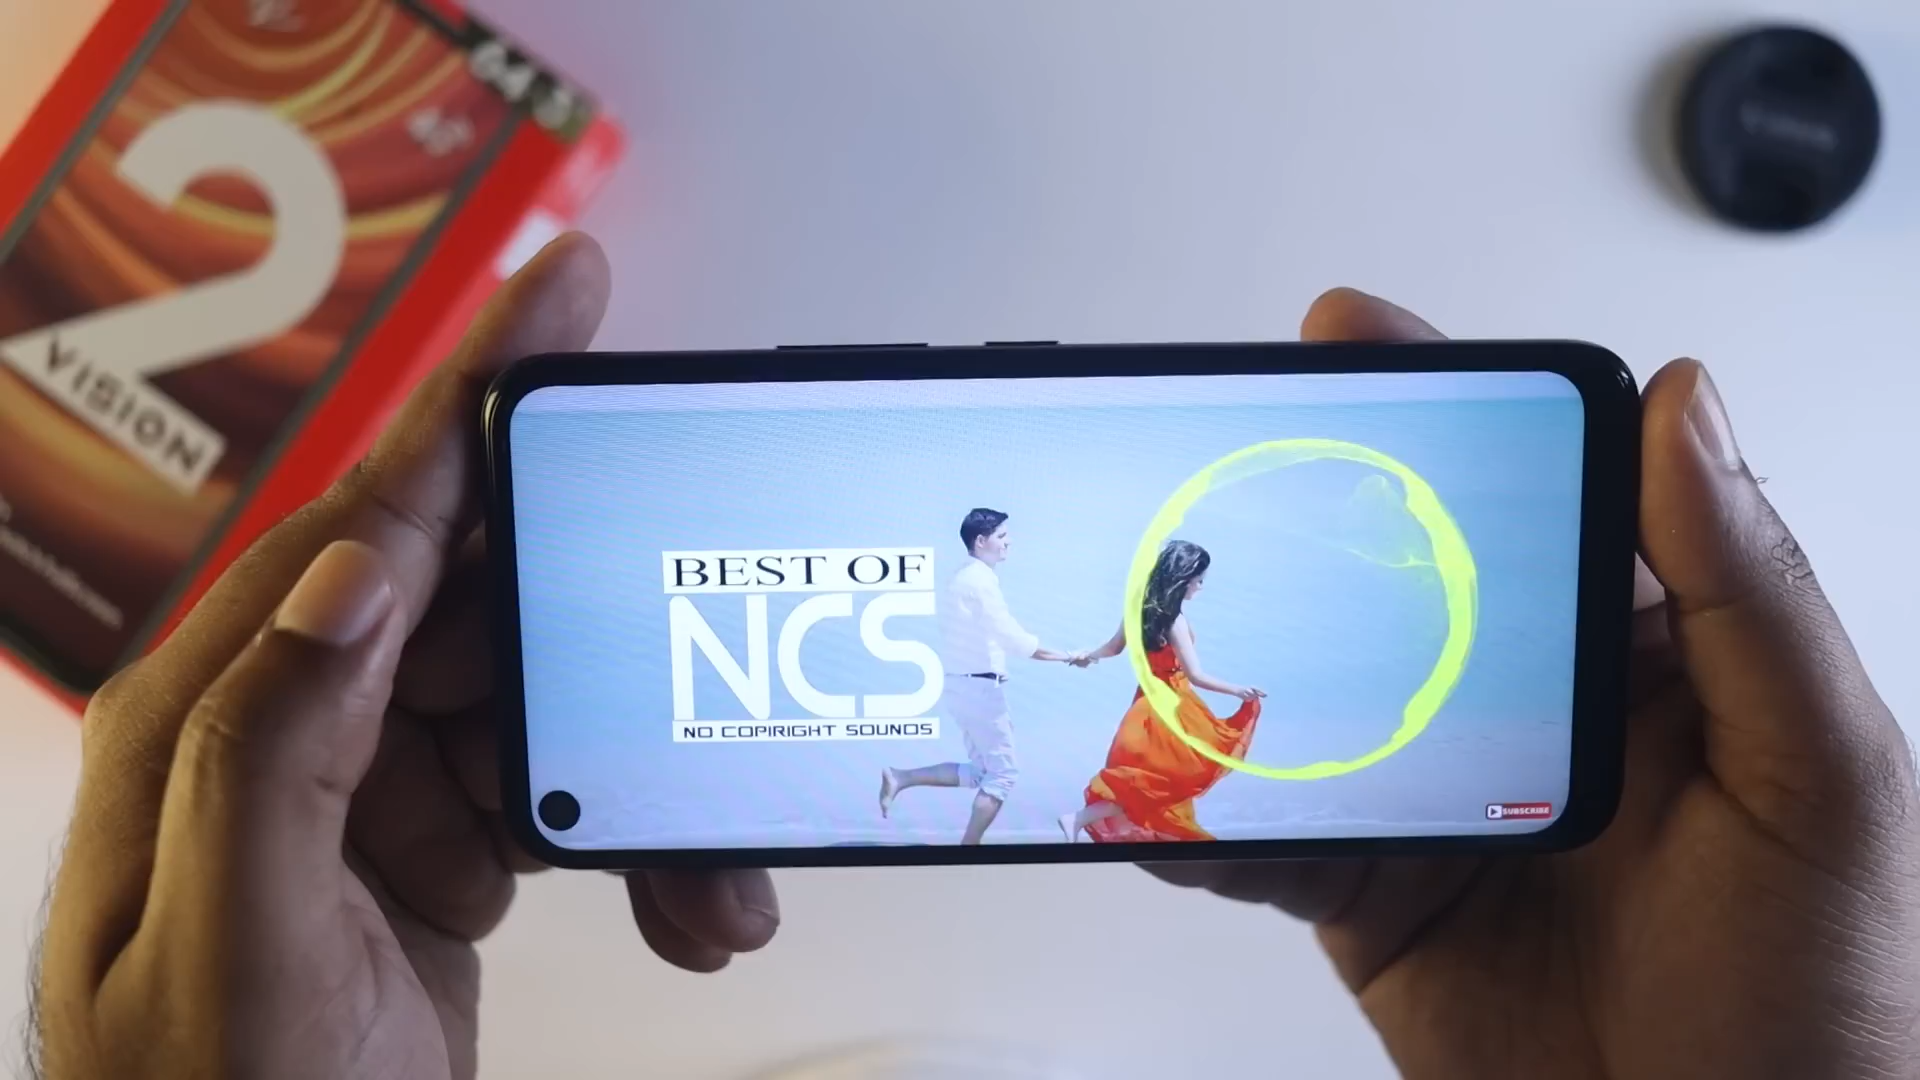 2
VISION
BEST OF
NCS
NO COPIRIGHT SOUNDS
SUBSCRIBE